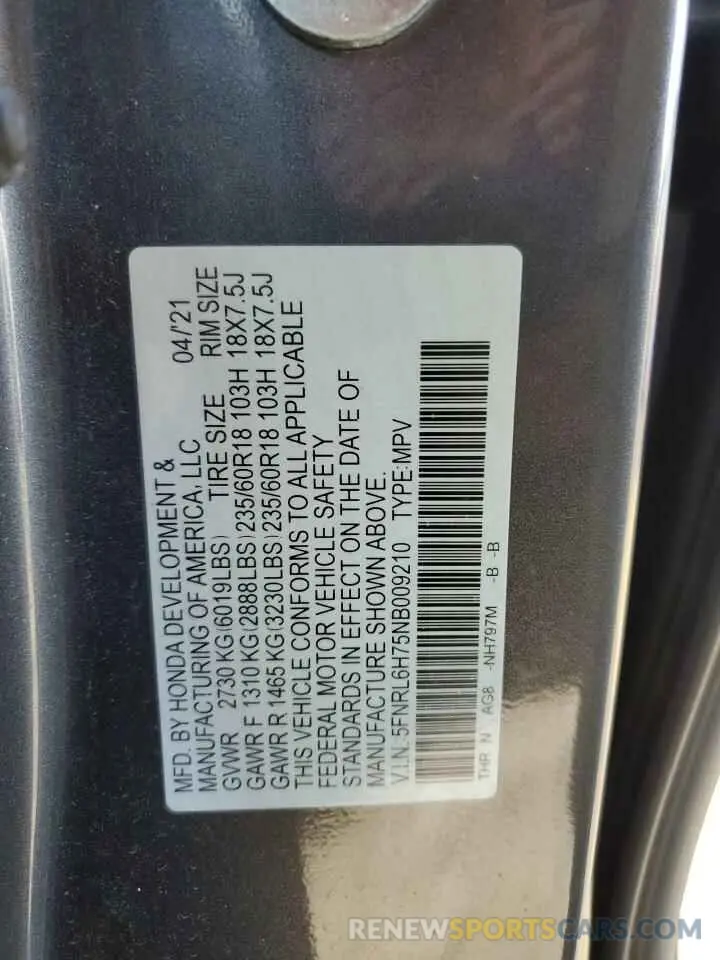 MFD. BY HONDA DEVELOPMENT &
MANUFACTURING OF AMERICA, LLC 04/'21
GVWR 2730 KG(6019LBS) TIRE SIZE RIM SIZE
GAWR F 1310 KG(2888LBS)235/60R18 103H 18X7.5J
GAWR R 1465 KG(3230LBS)235/60R18 103H 18X7.5J
THIS VEHICLE CONFORMS TO ALL APPLICABLE
FEDERAL MOTOR VEHICLE SAFETY
STANDARDS IN EFFECT ON THE DATE OF
MANUFACTURE SHOWN ABOVE.
V.I.N.:5FNRL6H75NB009210 TYPE:MPV
THR N AG8 -NH797M -B -B
RENEWSPORTSCARS.COM